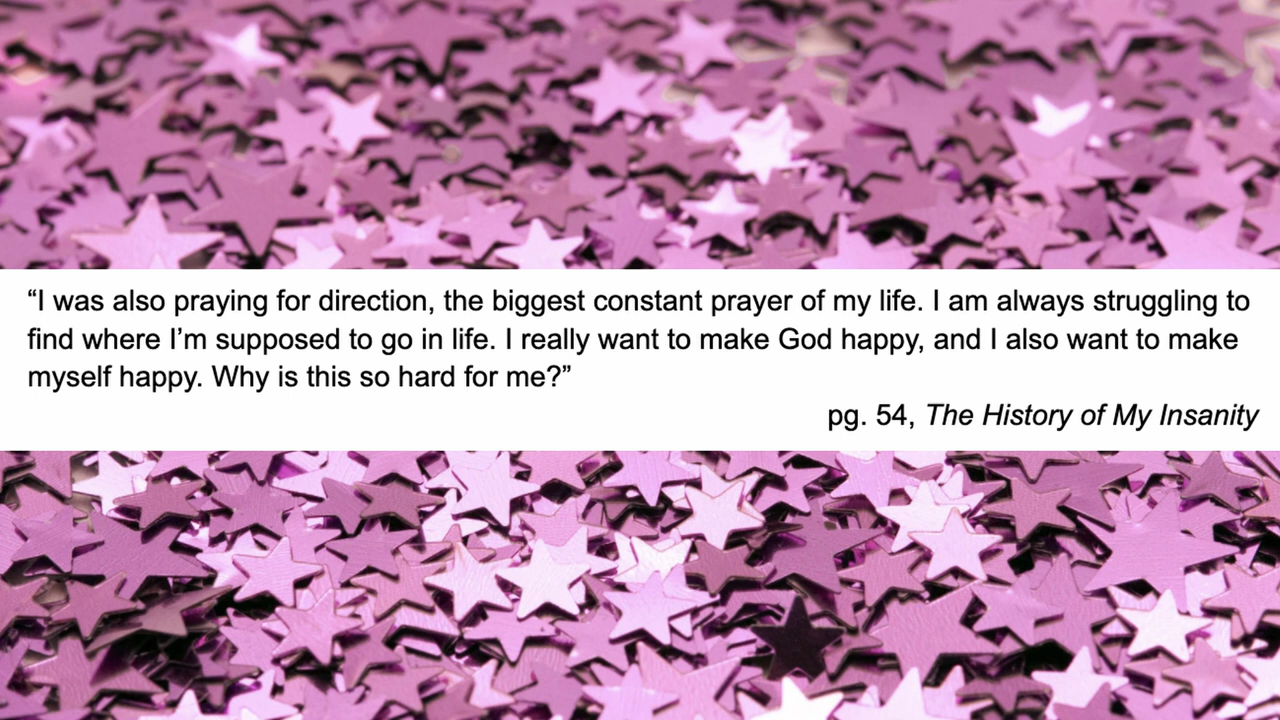 “I was also praying for direction, the biggest constant prayer of my life. I am always struggling to
find where I’m supposed to go in life. I really want to make God happy, and I also want to make
myself happy. Why is this so hard for me?”
pg. 54, The History of My Insanity